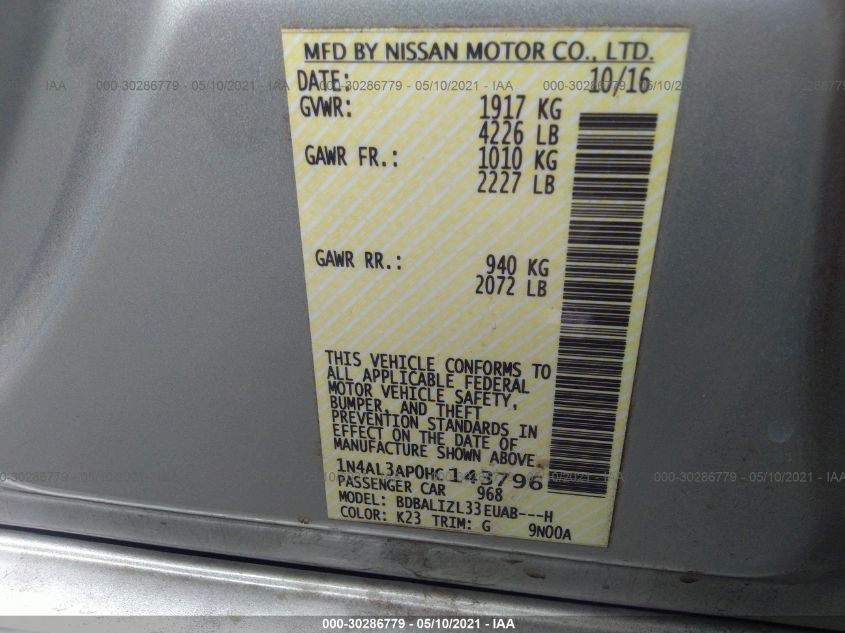 MFD BY NISSAN MOTOR CO., LTD.
DATE: 10/16
GVWR: 1917 KG
4226 LB
GAWR FR.: 1010 KG
2227 LB
GAWR RR.: 940 KG
2072 LB
THIS VEHICLE CONFORMS TO
ALL APPLICABLE FEDERAL
MOTOR VEHICLE SAFETY,
BUMPER, AND THEFT
PREVENTION STANDARDS IN
EFFECT ON THE DATE OF
MANUFACTURE SHOWN ABOVE.
1N4AL3AP0HC143796
PASSENGER CAR 968
MODEL: BDBALIZL33EUAB---H
COLOR: K23 TRIM: G 9N00A
000-30286779 - 05/10/2021 - IAA